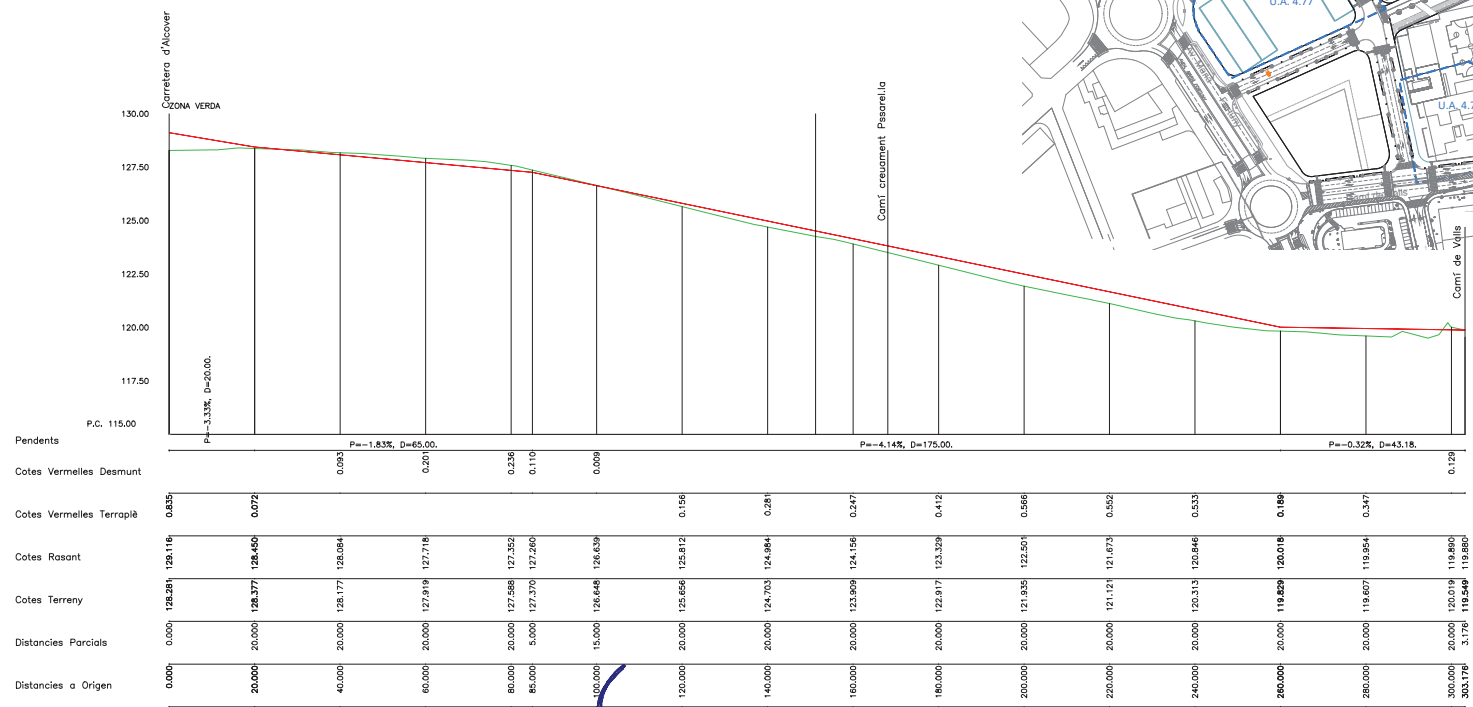 Carretera d'Alcover
ZONA VERDA
U.A. 4.77
U.A. 4.7
Camí creuament Pssarel.la
Camí de Valls
130.00
127.50
125.00
122.50
120.00
117.50
P.C. 115.00
P=-3.33%, D=20.00.
Pendents
P=-1.83%, D=65.00.
P=-4.14%, D=175.00.
P=-0.32%, D=43.18.
Cotes Vermelles Desmunt
0.093 0.201 0.236 0.110 0.009 0.129
Cotes Vermelles Terraplè
0.835 0.072 0.156 0.281 0.247 0.412 0.566 0.552 0.533 0.189 0.347
Cotes Rasant
129.116 128.450 128.084 127.718 127.352 127.260 126.639 125.812 124.984 124.156 123.329 122.501 121.673 120.846 120.018 119.954 119.890 119.880
Cotes Terreny
128.281 128.377 128.177 127.919 127.588 127.370 126.648 125.656 124.703 123.909 122.917 121.935 121.121 120.313 119.829 119.607 120.019 119.549
Distancies Parcials
0.000 20.000 20.000 20.000 20.000 5.000 15.000 20.000 20.000 20.000 20.000 20.000 20.000 20.000 20.000 20.000 20.000 3.176
Distancies a Origen
0.000 20.000 40.000 60.000 80.000 85.000 100.000 120.000 140.000 160.000 180.000 200.000 220.000 240.000 260.000 280.000 300.000 303.176